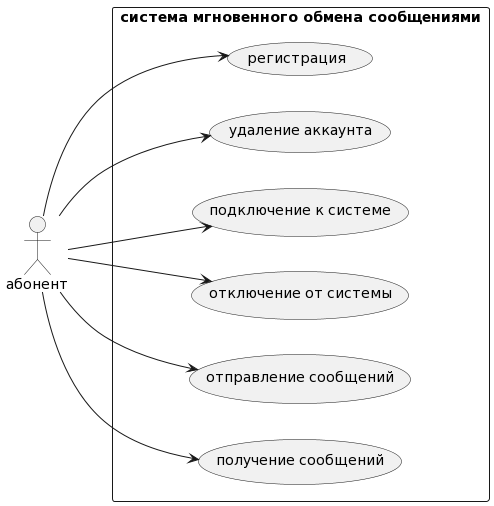 система мгновенного обмена сообщениями
регистрация
удаление аккаунта
подключение к системе
абонент
отключение от системы
отправление сообщений
получение сообщений